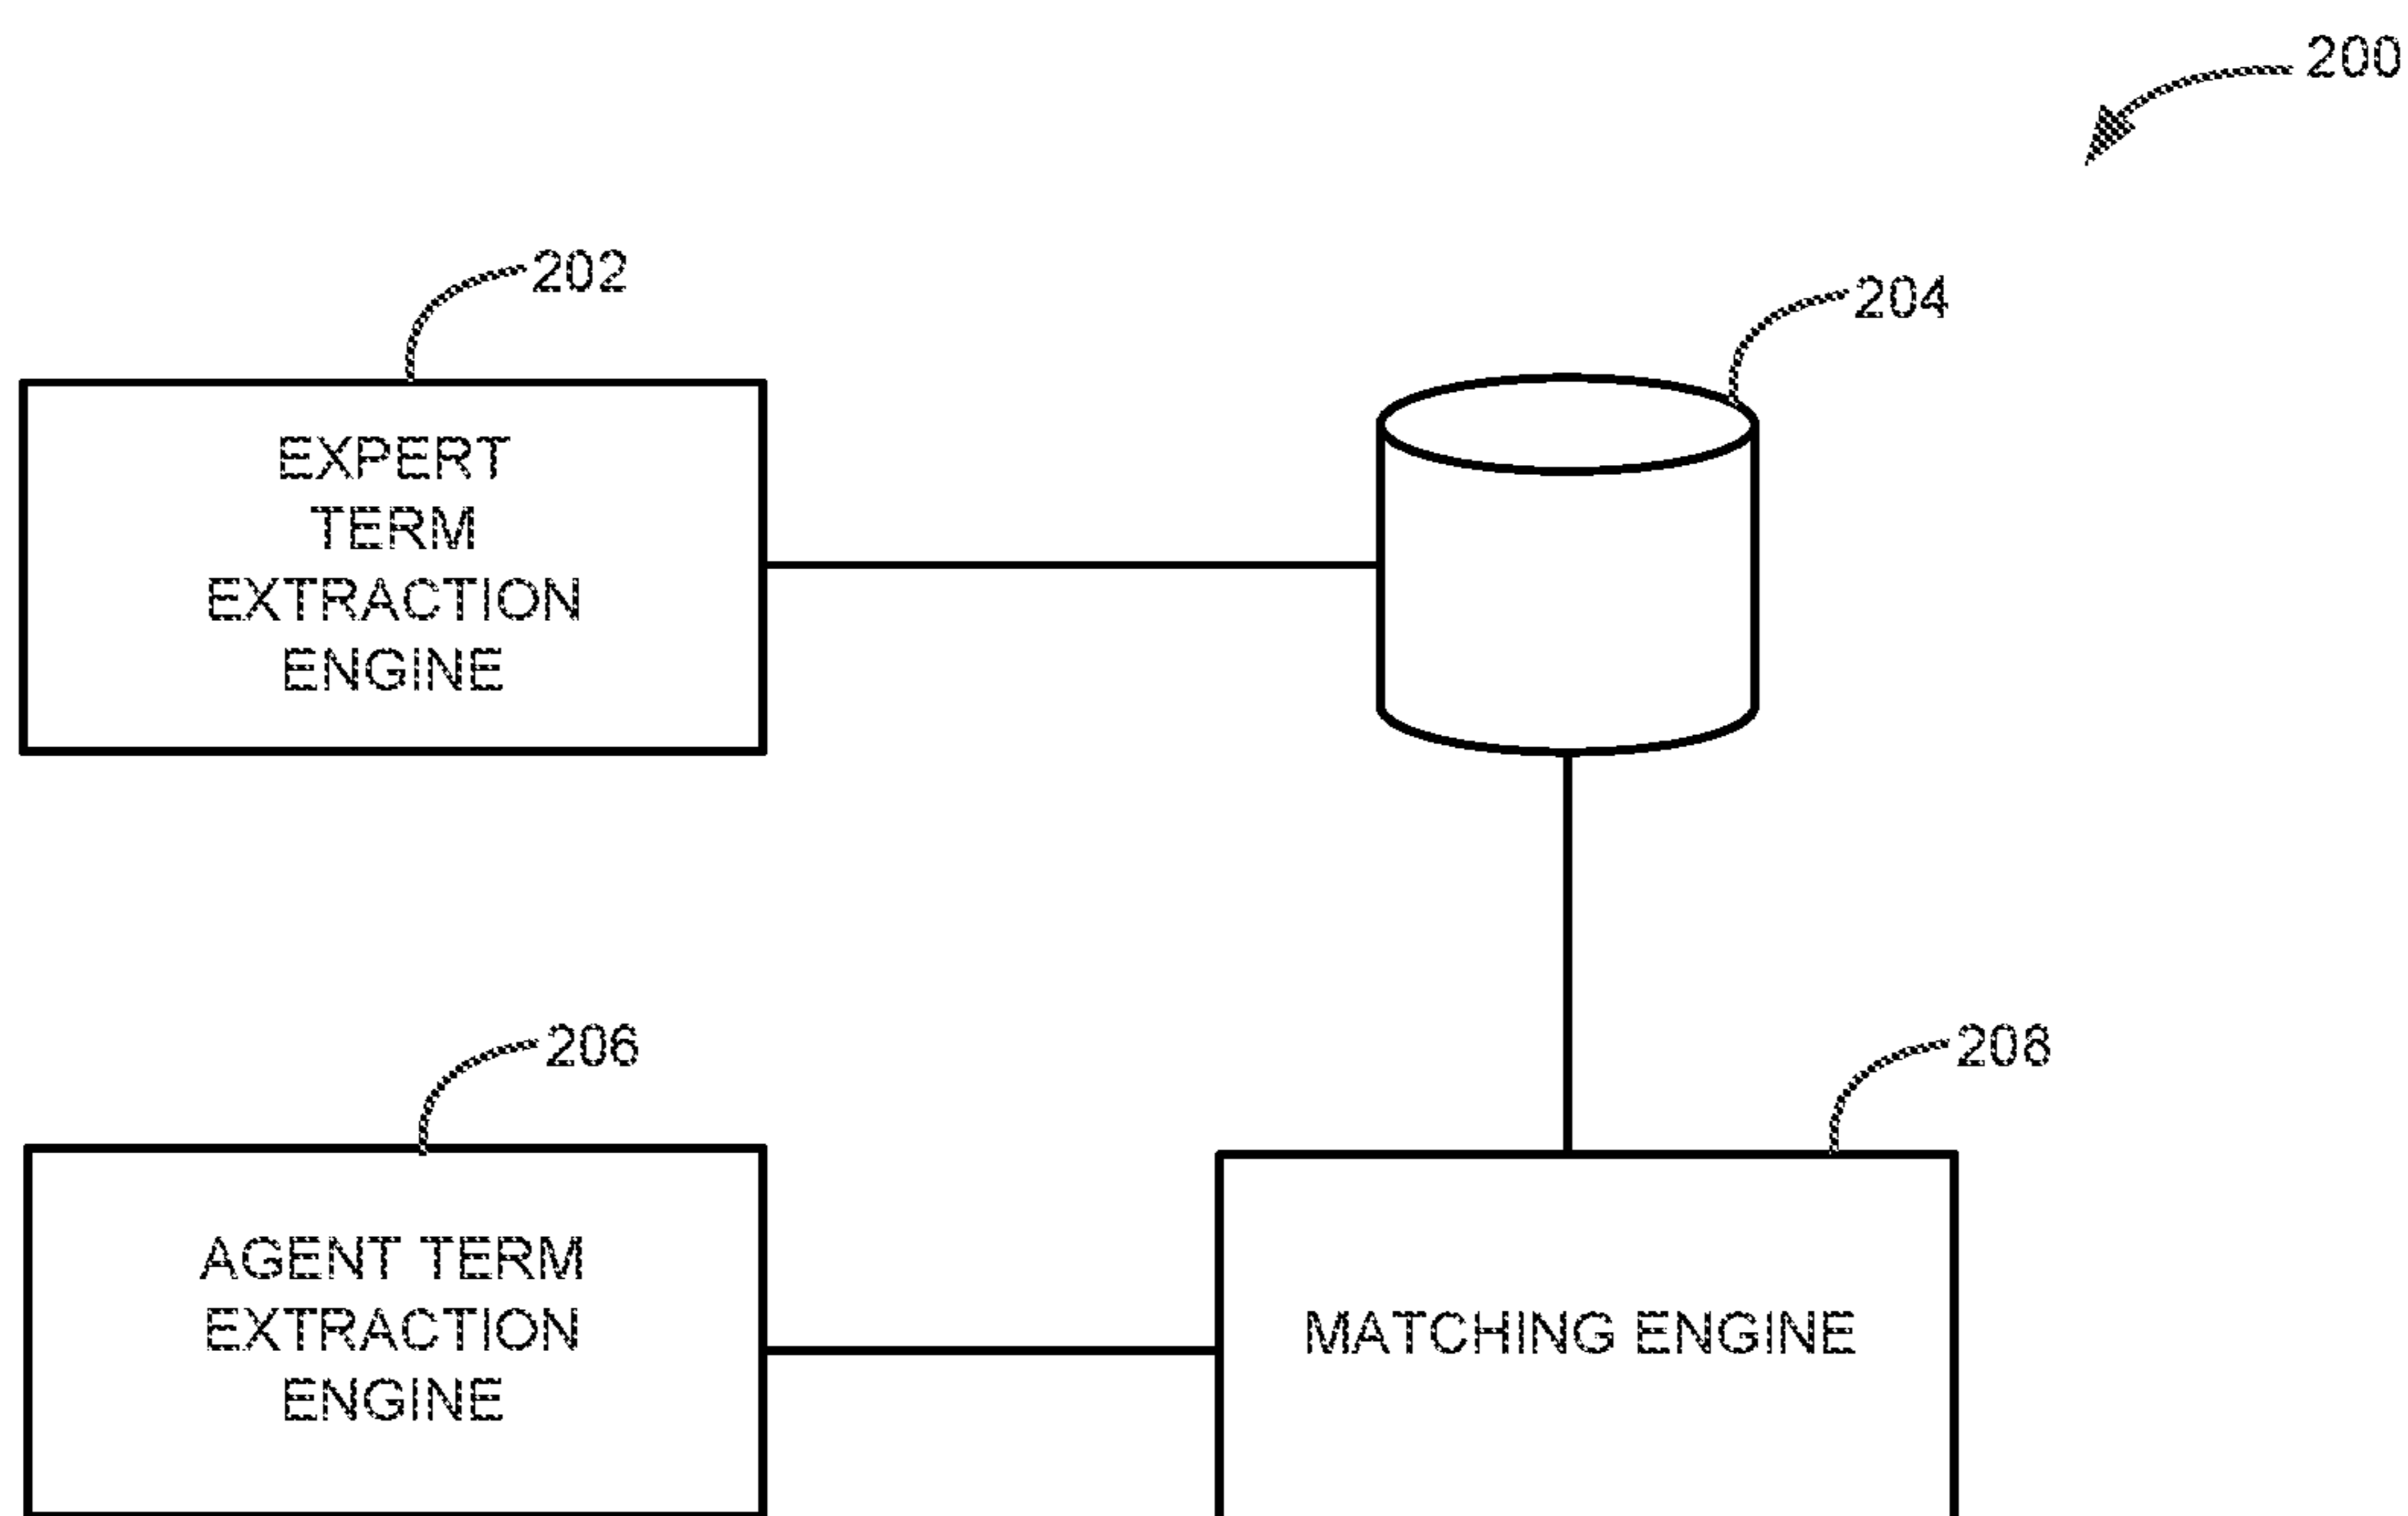 200
202
204
EXPERT
TERM
EXTRACTION
ENGINE
206
208
AGENT TERM
EXTRACTION
ENGINE
MATCHING ENGINE